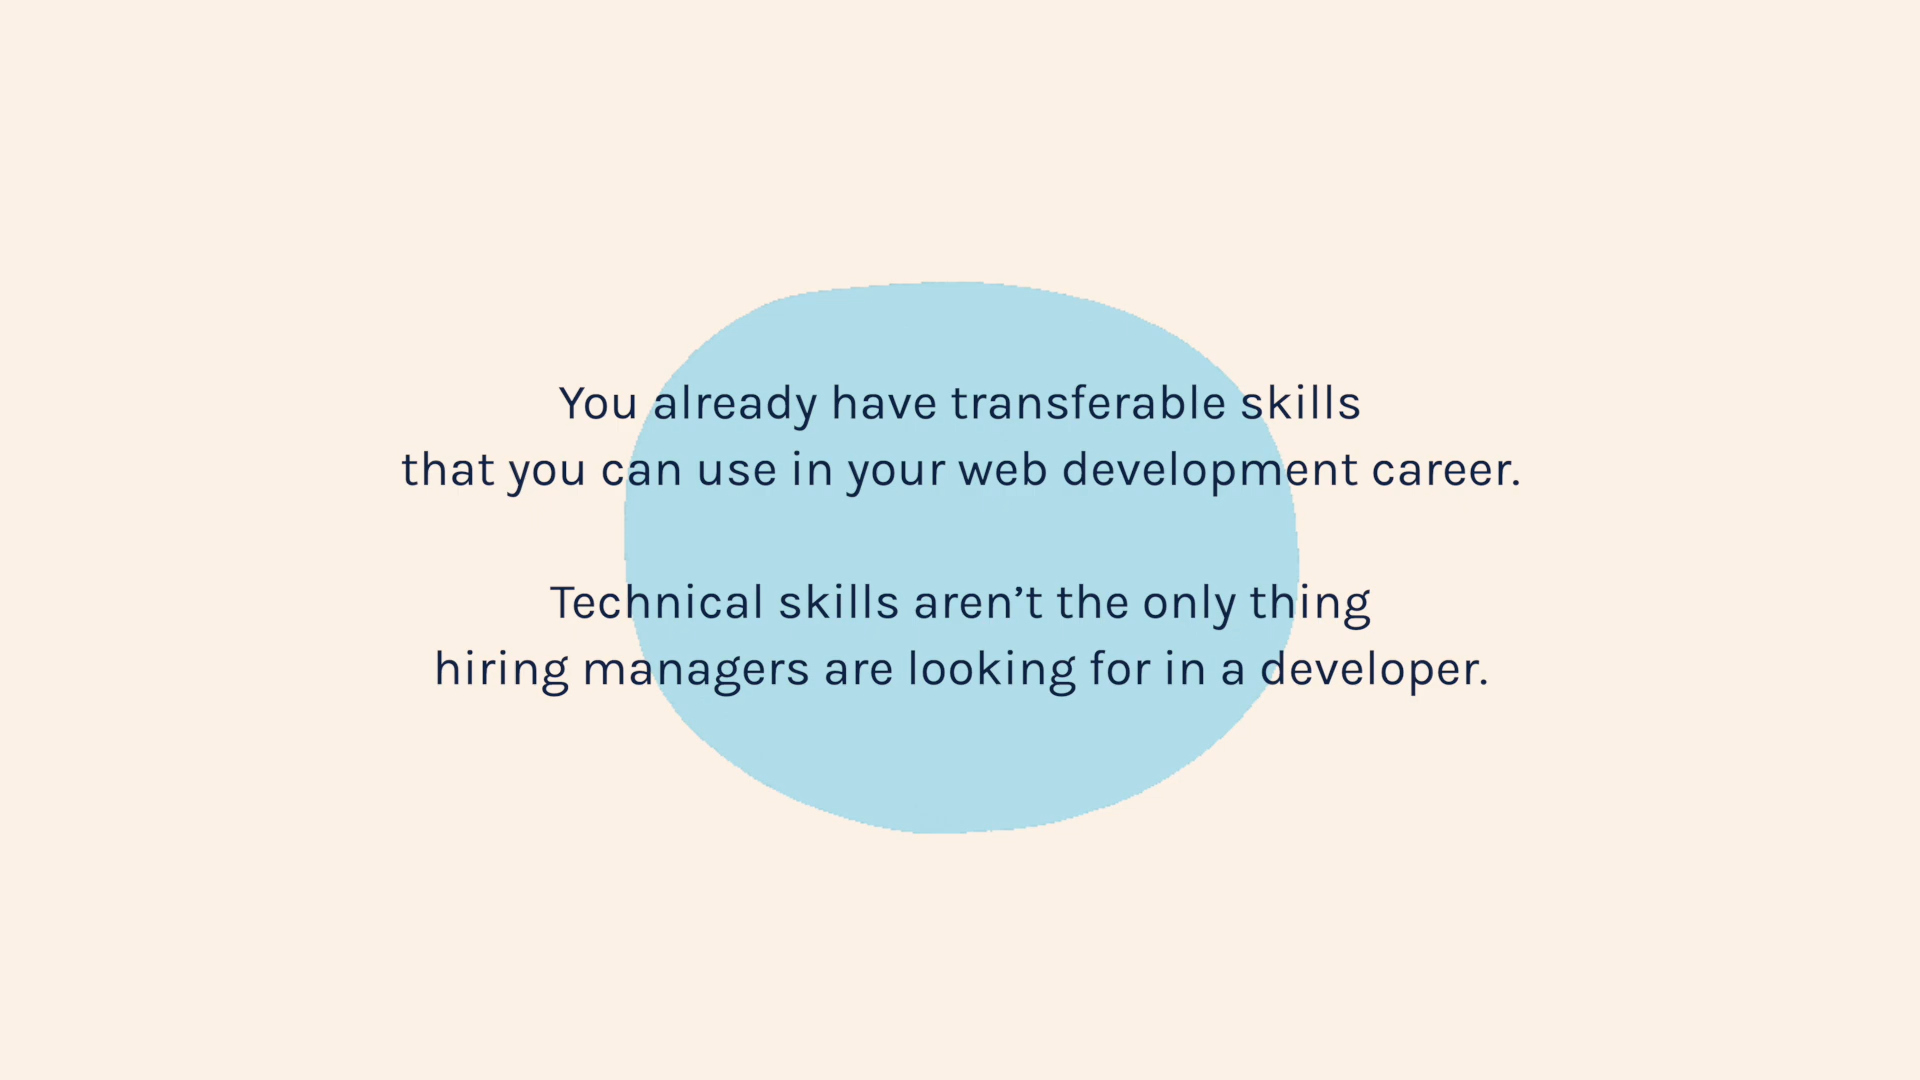 You already have transferable skills
that you can use in your web development career.
Technical skills aren’t the only thing
hiring managers are looking for in a developer.